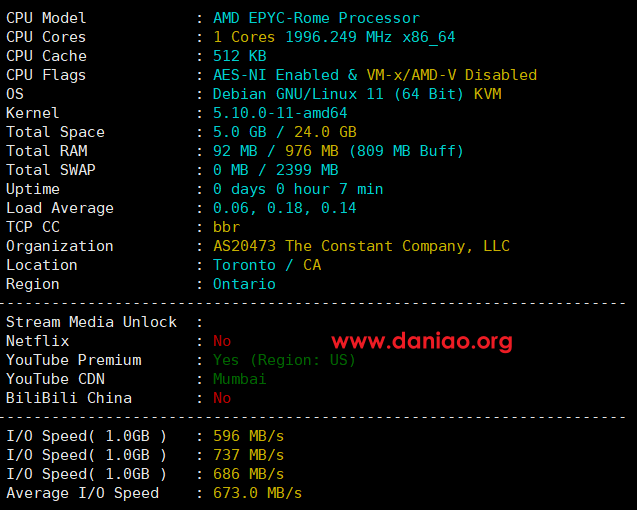 CPU Model : AMD EPYC-Rome Processor
CPU Cores : 1 Cores 1996.249 MHz x86_64
CPU Cache : 512 KB
CPU Flags : AES-NI Enabled & VM-x/AMD-V Disabled
OS : Debian GNU/Linux 11 (64 Bit) KVM
Kernel : 5.10.0-11-amd64
Total Space : 5.0 GB / 24.0 GB
Total RAM : 92 MB / 976 MB (809 MB Buff)
Total SWAP : 0 MB / 2399 MB
Uptime : 0 days 0 hour 7 min
Load Average : 0.06, 0.18, 0.14
TCP CC : bbr
Organization : AS20473 The Constant Company, LLC
Location : Toronto / CA
Region : Ontario
----------------------------------------------------------------------
Stream Media Unlock :
Netflix : No
www.daniao.org
YouTube Premium : Yes (Region: US)
YouTube CDN : Mumbai
BiliBili China : No
----------------------------------------------------------------------
I/O Speed( 1.0GB ) : 596 MB/s
I/O Speed( 1.0GB ) : 737 MB/s
I/O Speed( 1.0GB ) : 686 MB/s
Average I/O Speed : 673.0 MB/s